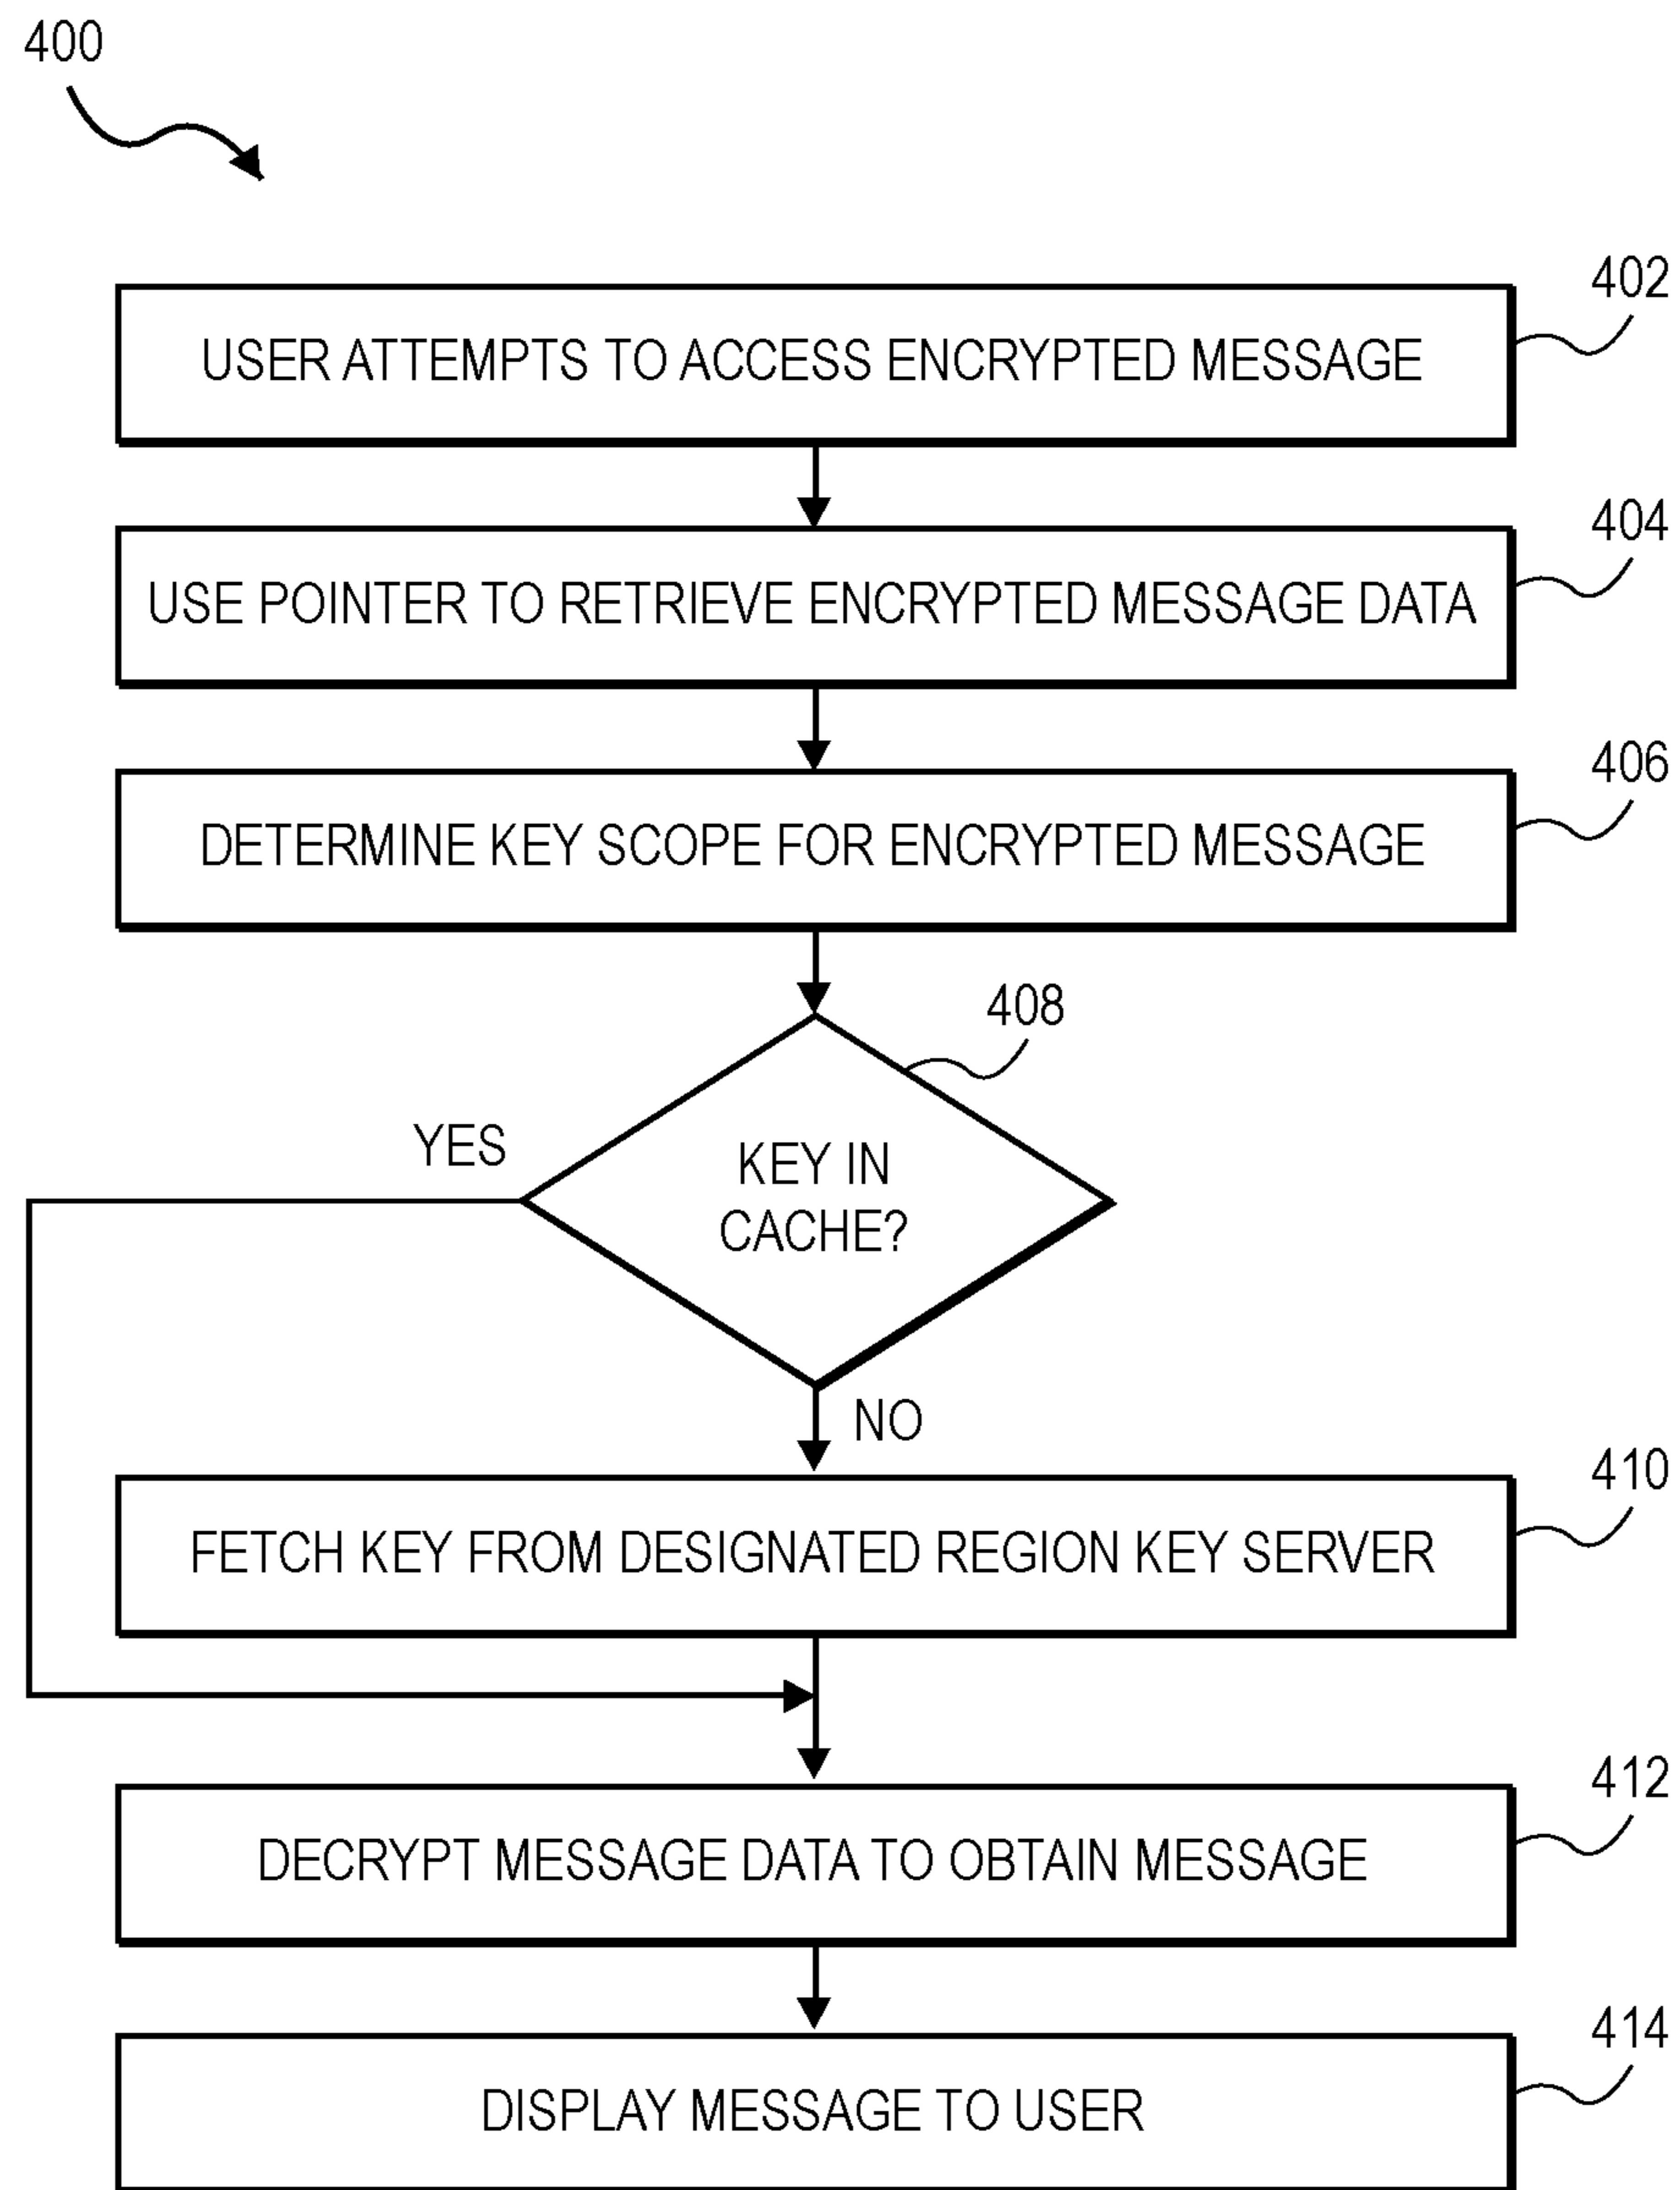 400
402
USER ATTEMPTS TO ACCESS ENCRYPTED MESSAGE
404
USE POINTER TO RETRIEVE ENCRYPTED MESSAGE DATA
406
DETERMINE KEY SCOPE FOR ENCRYPTED MESSAGE
408
YES
KEY IN
CACHE?
NO
410
FETCH KEY FROM DESIGNATED REGION KEY SERVER
412
DECRYPT MESSAGE DATA TO OBTAIN MESSAGE
414
DISPLAY MESSAGE TO USER